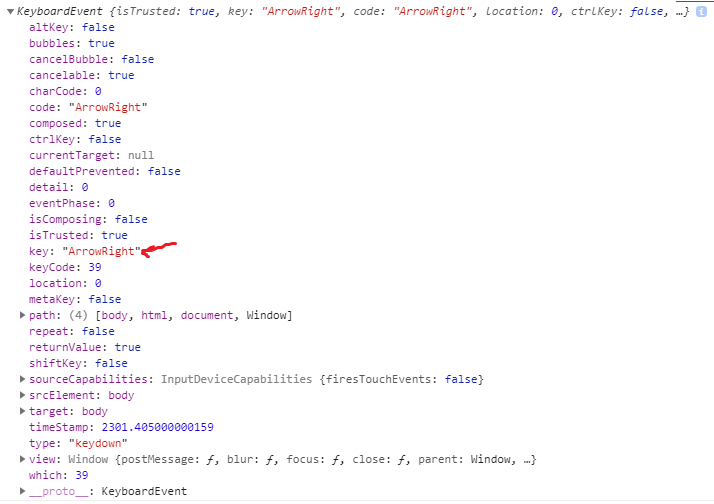 KeyboardEvent {isTrusted: true, key: "ArrowRight", code: "ArrowRight", location: 0, ctrlKey: false, …} i
altKey: false
bubbles: true
cancelBubble: false
cancelable: true
charCode: 0
code: "ArrowRight"
composed: true
ctrlKey: false
currentTarget: null
defaultPrevented: false
detail: 0
eventPhase: 0
isComposing: false
isTrusted: true
key: "ArrowRight"
keyCode: 39
location: 0
metaKey: false
path: (4) [body, html, document, Window]
repeat: false
returnValue: true
shiftKey: false
sourceCapabilities: InputDeviceCapabilities {firesTouchEvents: false}
srcElement: body
target: body
timeStamp: 2301.405000000159
type: "keydown"
view: Window {postMessage: ƒ, blur: ƒ, focus: ƒ, close: ƒ, parent: Window, …}
which: 39
__proto__: KeyboardEvent